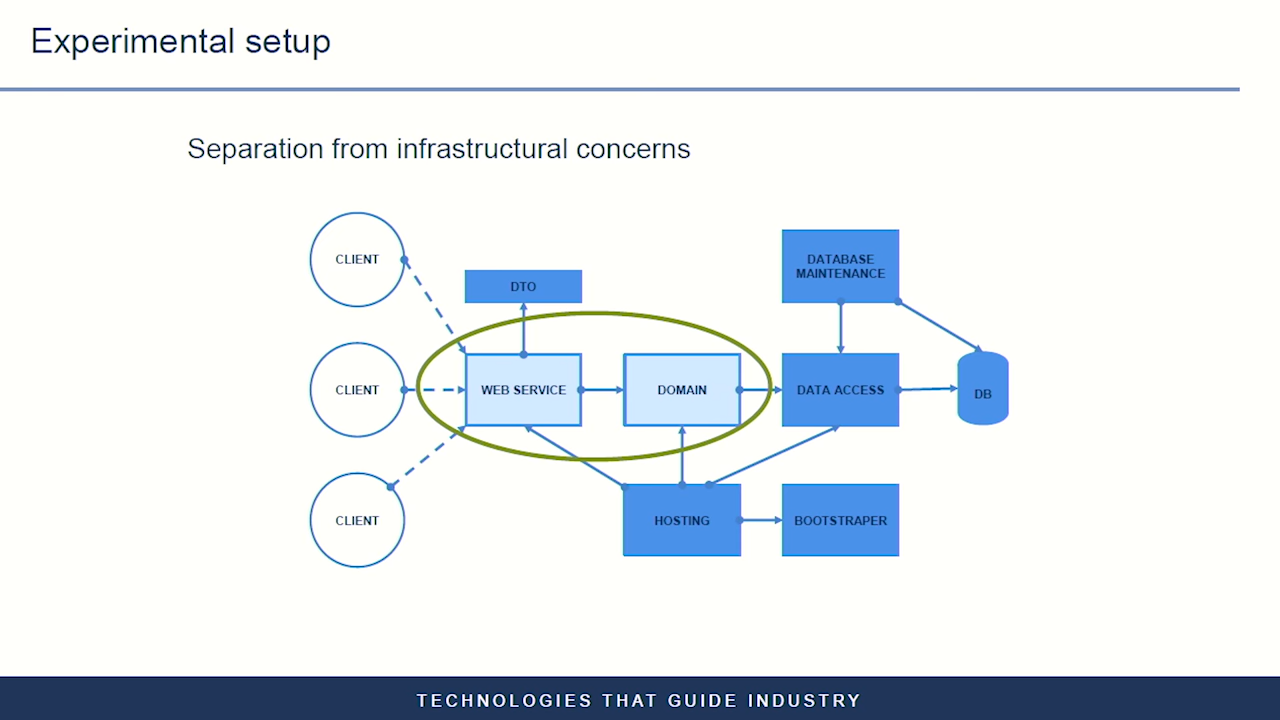 Experimental setup
Separation from infrastructural concerns
CLIENT
DATABASE
MAINTENANCE
DTO
CLIENT
WEB SERVICE
DOMAIN
DATA ACCESS
DB
CLIENT
HOSTING
BOOTSTRAPER
TECHNOLOGIES THAT GUIDE INDUSTRY